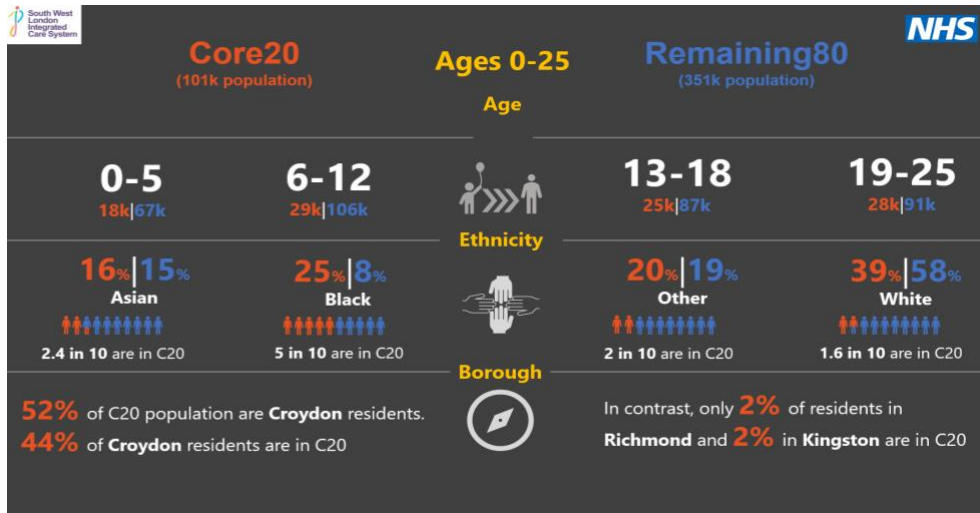 South West
London
Integrated
Care System
NHS
Core20
(101k population)
Ages 0-25
Remaining80
(351k population)
Age
0-5
18k|67k
6-12
29k|106k
13-18
25k|87k
19-25
28k|91k
Ethnicity
16%|15%
Asian
2.4 in 10 are in C20
25%|8%
Black
5 in 10 are in C20
20%|19%
Other
2 in 10 are in C20
39%|58%
White
1.6 in 10 are in C20
Borough
52% of C20 population are Croydon residents.
44% of Croydon residents are in C20
In contrast, only 2% of residents in
Richmond and 2% in Kingston are in C20